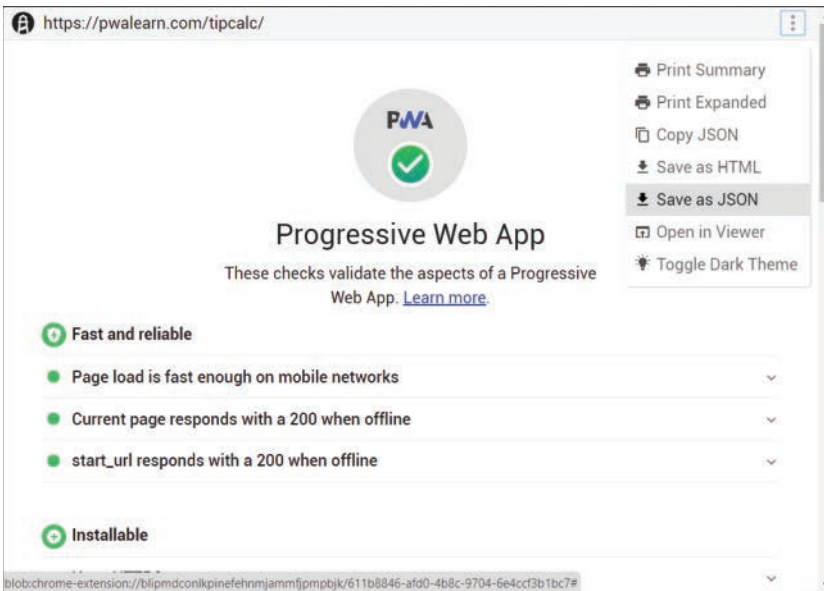 https://pwalearn.com/tipcalc/
Print Summary
Print Expanded
Copy JSON
Save as HTML
Save as JSON
Open in Viewer
Toggle Dark Theme
PWA
Progressive Web App
These checks validate the aspects of a Progressive
Web App. Learn more.
Fast and reliable
Page load is fast enough on mobile networks
Current page responds with a 200 when offline
start_url responds with a 200 when offline
Installable
blob:chrome-extension://blipmdconlkpinefehnmjammfjpmpbjk/611b8846-afd0-4b8c-9704-6e4ccf3b1bc7#